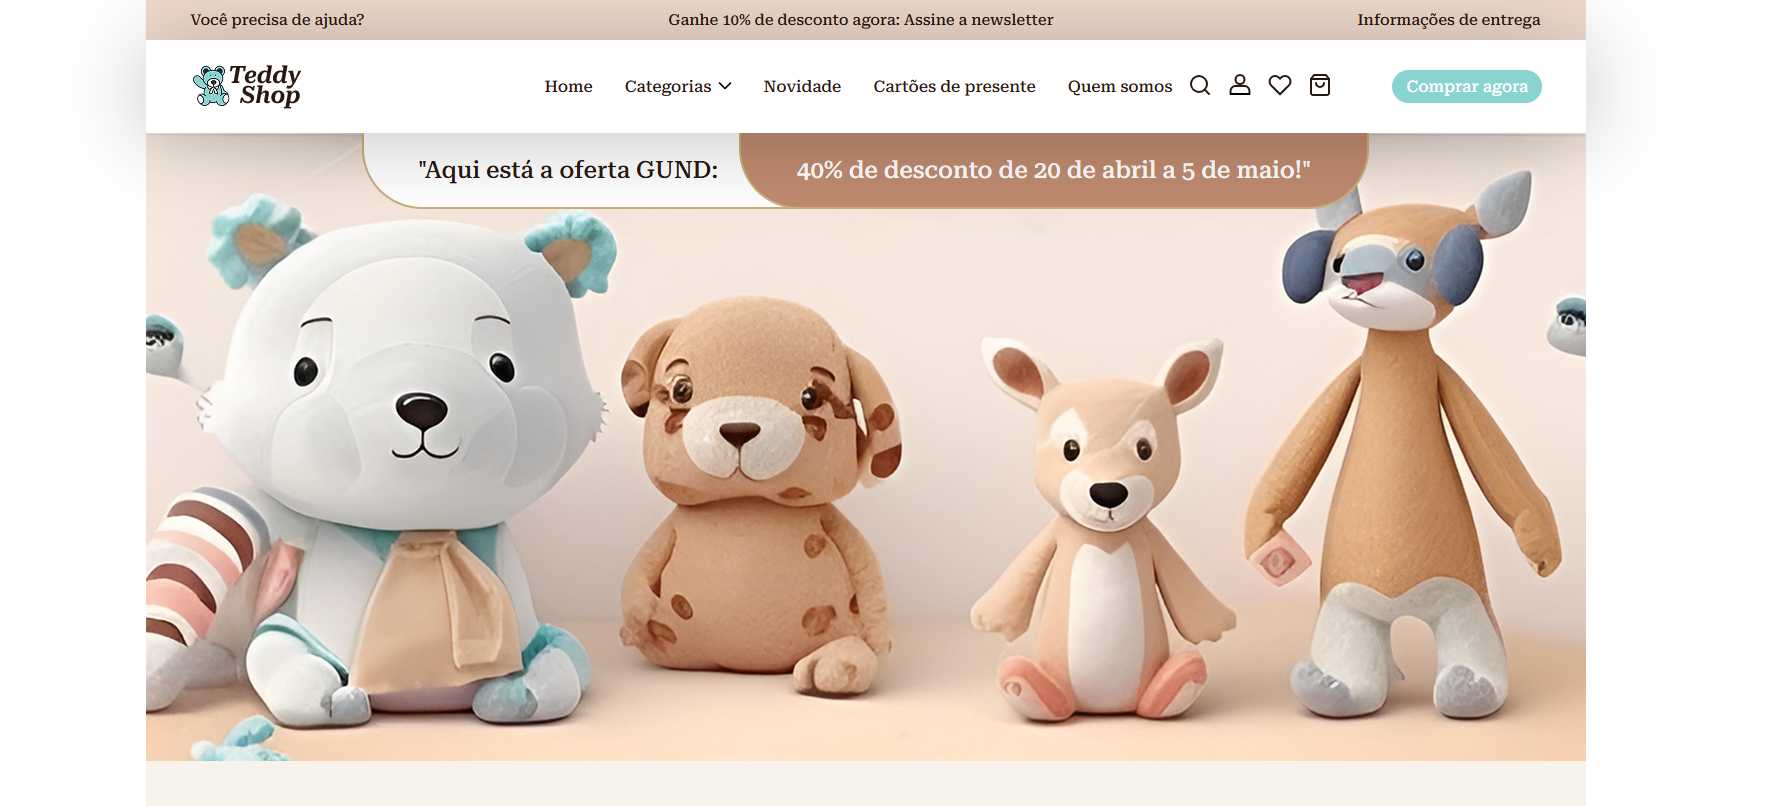 Você precisa de ajuda?
Ganhe 10% de desconto agora: Assine a newsletter
Informações de entrega
Teddy
Shop
Home
Categorias
Novidade
Cartões de presente
Quem somos
Comprar agora
"Aqui está a oferta GUND:
40% de desconto de 20 de abril a 5 de maio!"